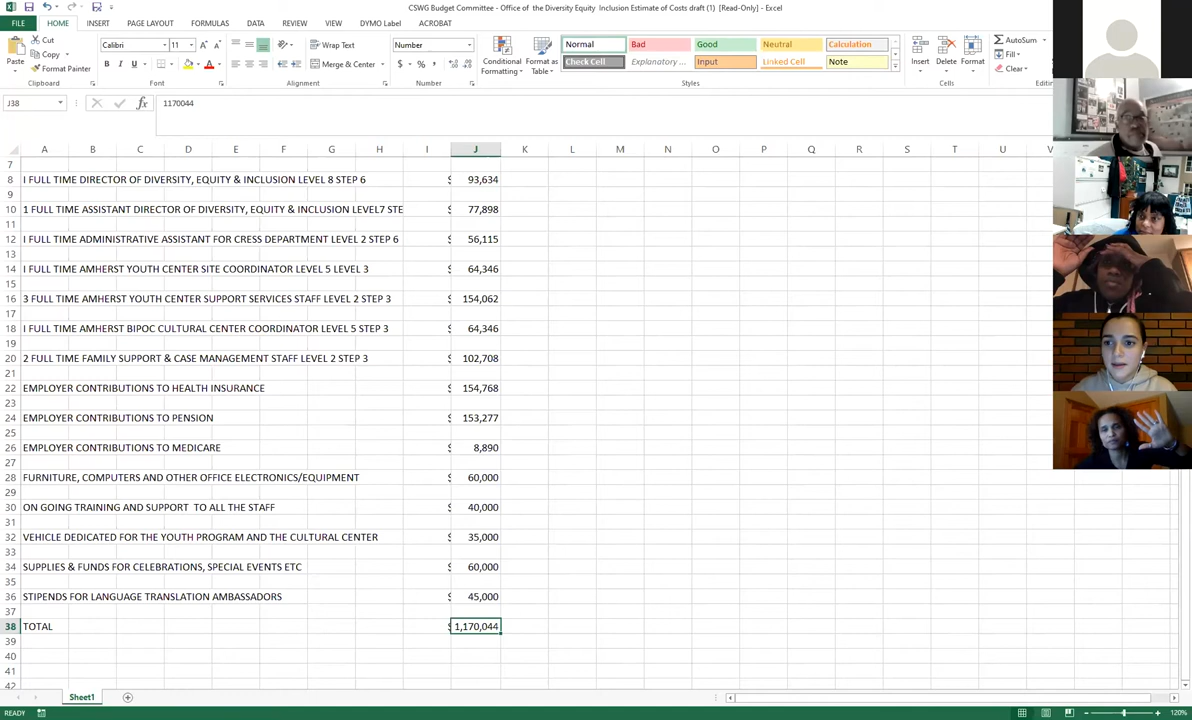 CSWG Budget Committee - Office of the Diversity Equity Inclusion Estimate of Costs draft (1) [Read-Only] - Excel
FILE HOME INSERT PAGE LAYOUT FORMULAS DATA REVIEW VIEW DYMO Label ACROBAT
Paste
Cut
Copy
Format Painter
Clipboard
Calibri 11
B I U
Font
Wrap Text
Merge & Center
Alignment
Number
$ % ,
Number
Conditional Formatting
Format as Table
Normal Bad Good Neutral Calculation
Check Cell Explanatory ... Input Linked Cell Note
Styles
Insert Delete Format
Cells
AutoSum
Fill
Clear
J38 fx 1170044
A B C D E F G H I J K L M N O P Q R S T U V
7
8 I FULL TIME DIRECTOR OF DIVERSITY, EQUITY & INCLUSION LEVEL 8 STEP 6 $ 93,634
9
10 1 FULL TIME ASSISTANT DIRECTOR OF DIVERSITY, EQUITY & INCLUSION LEVEL7 STE $ 77,898
11
12 I FULL TIME ADMINISTRATIVE ASSISTANT FOR CRESS DEPARTMENT LEVEL 2 STEP 6 $ 56,115
13
14 I FULL TIME AMHERST YOUTH CENTER SITE COORDINATOR LEVEL 5 LEVEL 3 $ 64,346
15
16 3 FULL TIME AMHERST YOUTH CENTER SUPPORT SERVICES STAFF LEVEL 2 STEP 3 $ 154,062
17
18 I FULL TIME AMHERST BIPOC CULTURAL CENTER COORDINATOR LEVEL 5 STEP 3 $ 64,346
19
20 2 FULL TIME FAMILY SUPPORT & CASE MANAGEMENT STAFF LEVEL 2 STEP 3 $ 102,708
21
22 EMPLOYER CONTRIBUTIONS TO HEALTH INSURANCE $ 154,768
23
24 EMPLOYER CONTRIBUTIONS TO PENSION $ 153,277
25
26 EMPLOYER CONTRIBUTIONS TO MEDICARE $ 8,890
27
28 FURNITURE, COMPUTERS AND OTHER OFFICE ELECTRONICS/EQUIPMENT $ 60,000
29
30 ON GOING TRAINING AND SUPPORT TO ALL THE STAFF $ 40,000
31
32 VEHICLE DEDICATED FOR THE YOUTH PROGRAM AND THE CULTURAL CENTER $ 35,000
33
34 SUPPLIES & FUNDS FOR CELEBRATIONS, SPECIAL EVENTS ETC $ 60,000
35
36 STIPENDS FOR LANGUAGE TRANSLATION AMBASSADORS $ 45,000
37
38 TOTAL $ 1,170,044
39
40
41
42
Sheet1
READY
120%